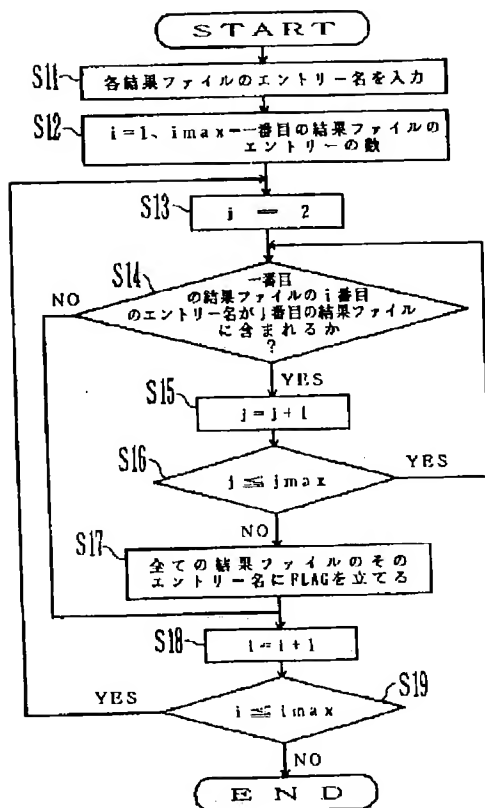 START
S11
各結果ファイルのエントリー名を入力
S12
i=1、imax=一番目の結果ファイルの
エントリーの数
S13
j = 2
S14
一番目
の結果ファイルのi番目
のエントリー名がj番目の結果ファイル
に含まれるか
?
NO
YES
S15
j=j+1
S16
j≦jmax
YES
NO
S17
全ての結果ファイルのその
エントリー名にFLAGを立てる
S18
i=i+1
S19
i≦imax
YES
NO
END